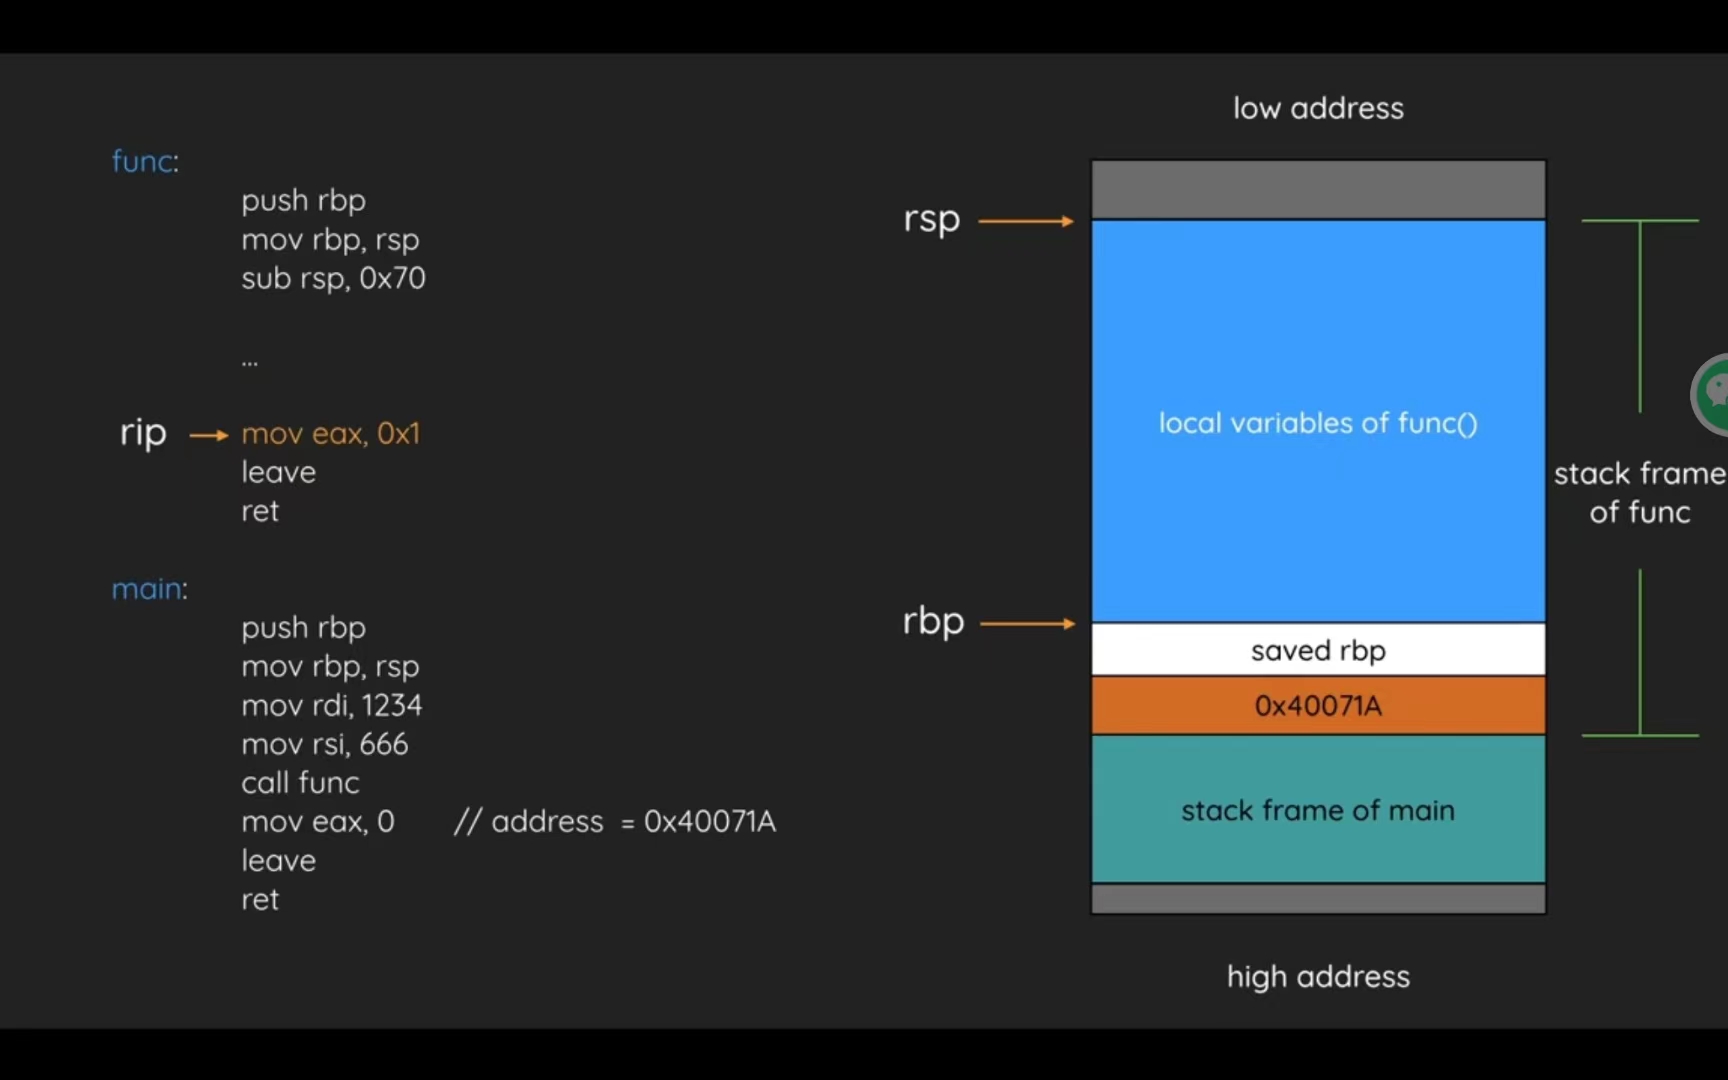 func:
push rbp
mov rbp, rsp
sub rsp, 0x70
...
rip mov eax, 0x1
leave
ret
main:
push rbp
mov rbp, rsp
mov rdi, 1234
mov rsi, 666
call func
mov eax, 0 // address = 0x40071A
leave
ret
low address
rsp
local variables of func()
stack frame
of func
rbp
saved rbp
0x40071A
stack frame of main
high address